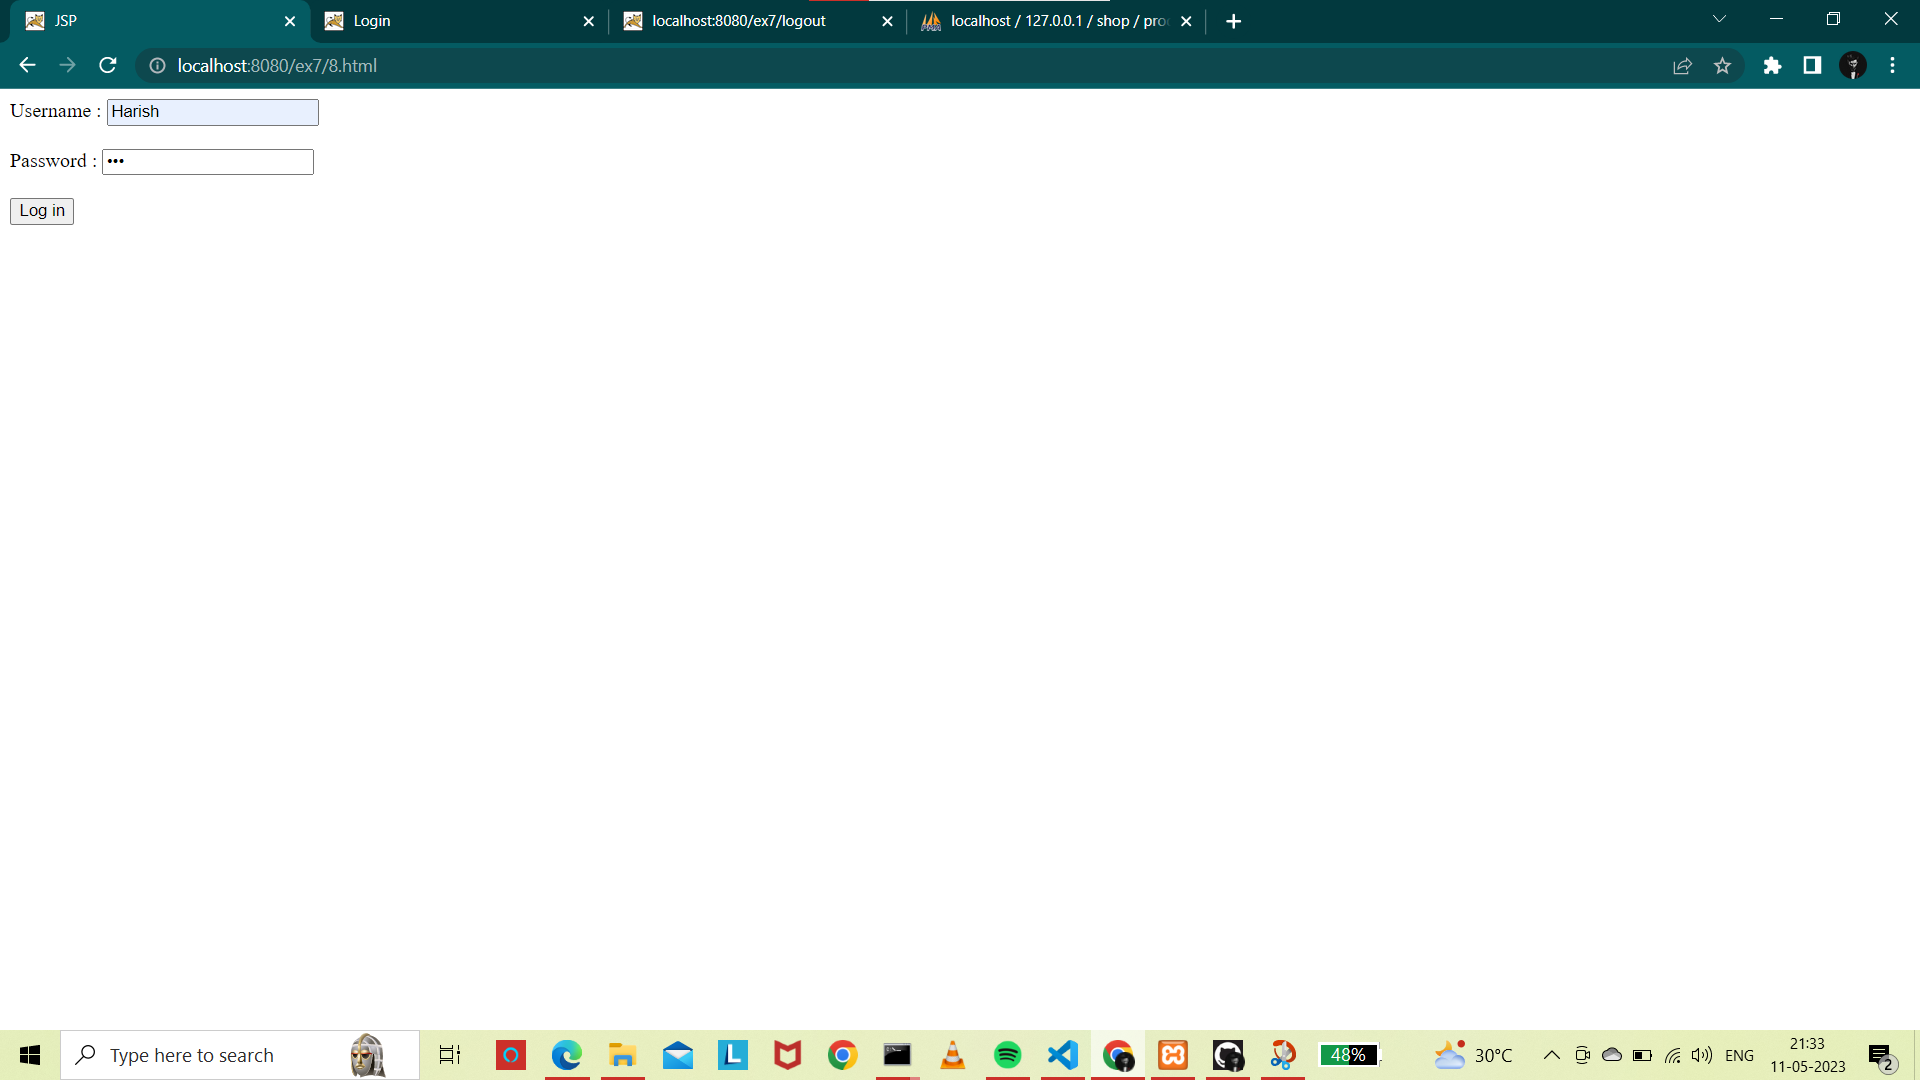 JSP
Login
localhost:8080/ex7/logout
localhost / 127.0.0.1 / shop / pro
localhost:8080/ex7/8.html
Username : Harish
Password : •••
Log in
Type here to search
L
48%
30°C
ENG
21:33
11-05-2023
2